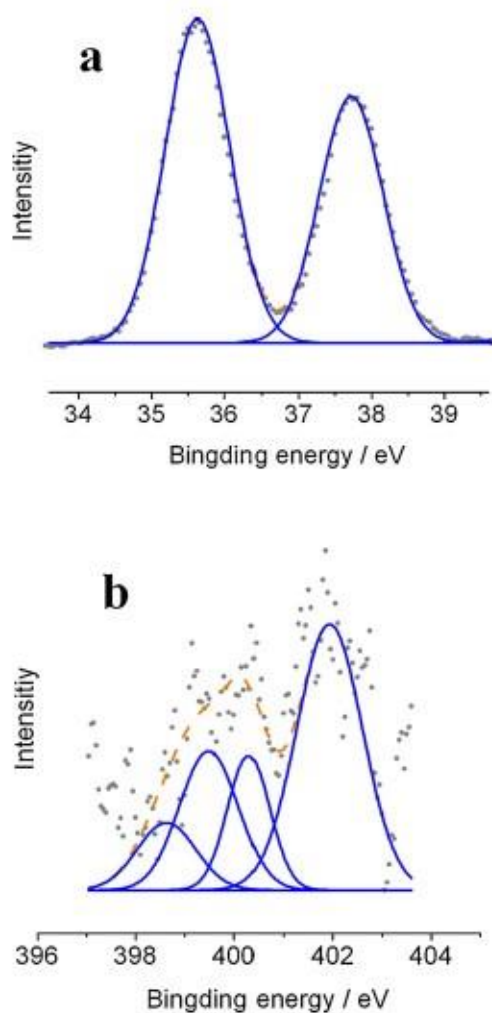 a
Intensitiy
34 35 36 37 38 39
Bingding energy / eV
b
Intensitiy
396 398 400 402 404
Bingding energy / eV